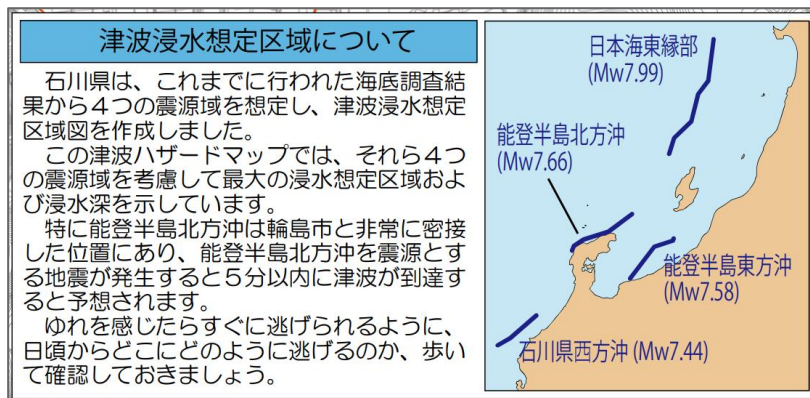 津波浸水想定区域について
　石川県は、これまでに行われた海底調査結
果から４つの震源域を想定し、津波浸水想定
区域図を作成しました。
　この津波ハザードマップでは、それら４つ
の震源域を考慮して最大の浸水想定区域およ
び浸水深を示しています。
　特に能登半島北方沖は輪島市と非常に密接
した位置にあり、能登半島北方沖を震源とす
る地震が発生すると５分以内に津波が到達す
ると予想されます。
　ゆれを感じたらすぐに逃げられるように、
日頃からどこにどのように逃げるのか、歩い
て確認しておきましょう。
日本海東縁部
(Mw7.99)
能登半島北方沖
(Mw7.66)
能登半島東方沖
(Mw7.58)
石川県西方沖 (Mw7.44)